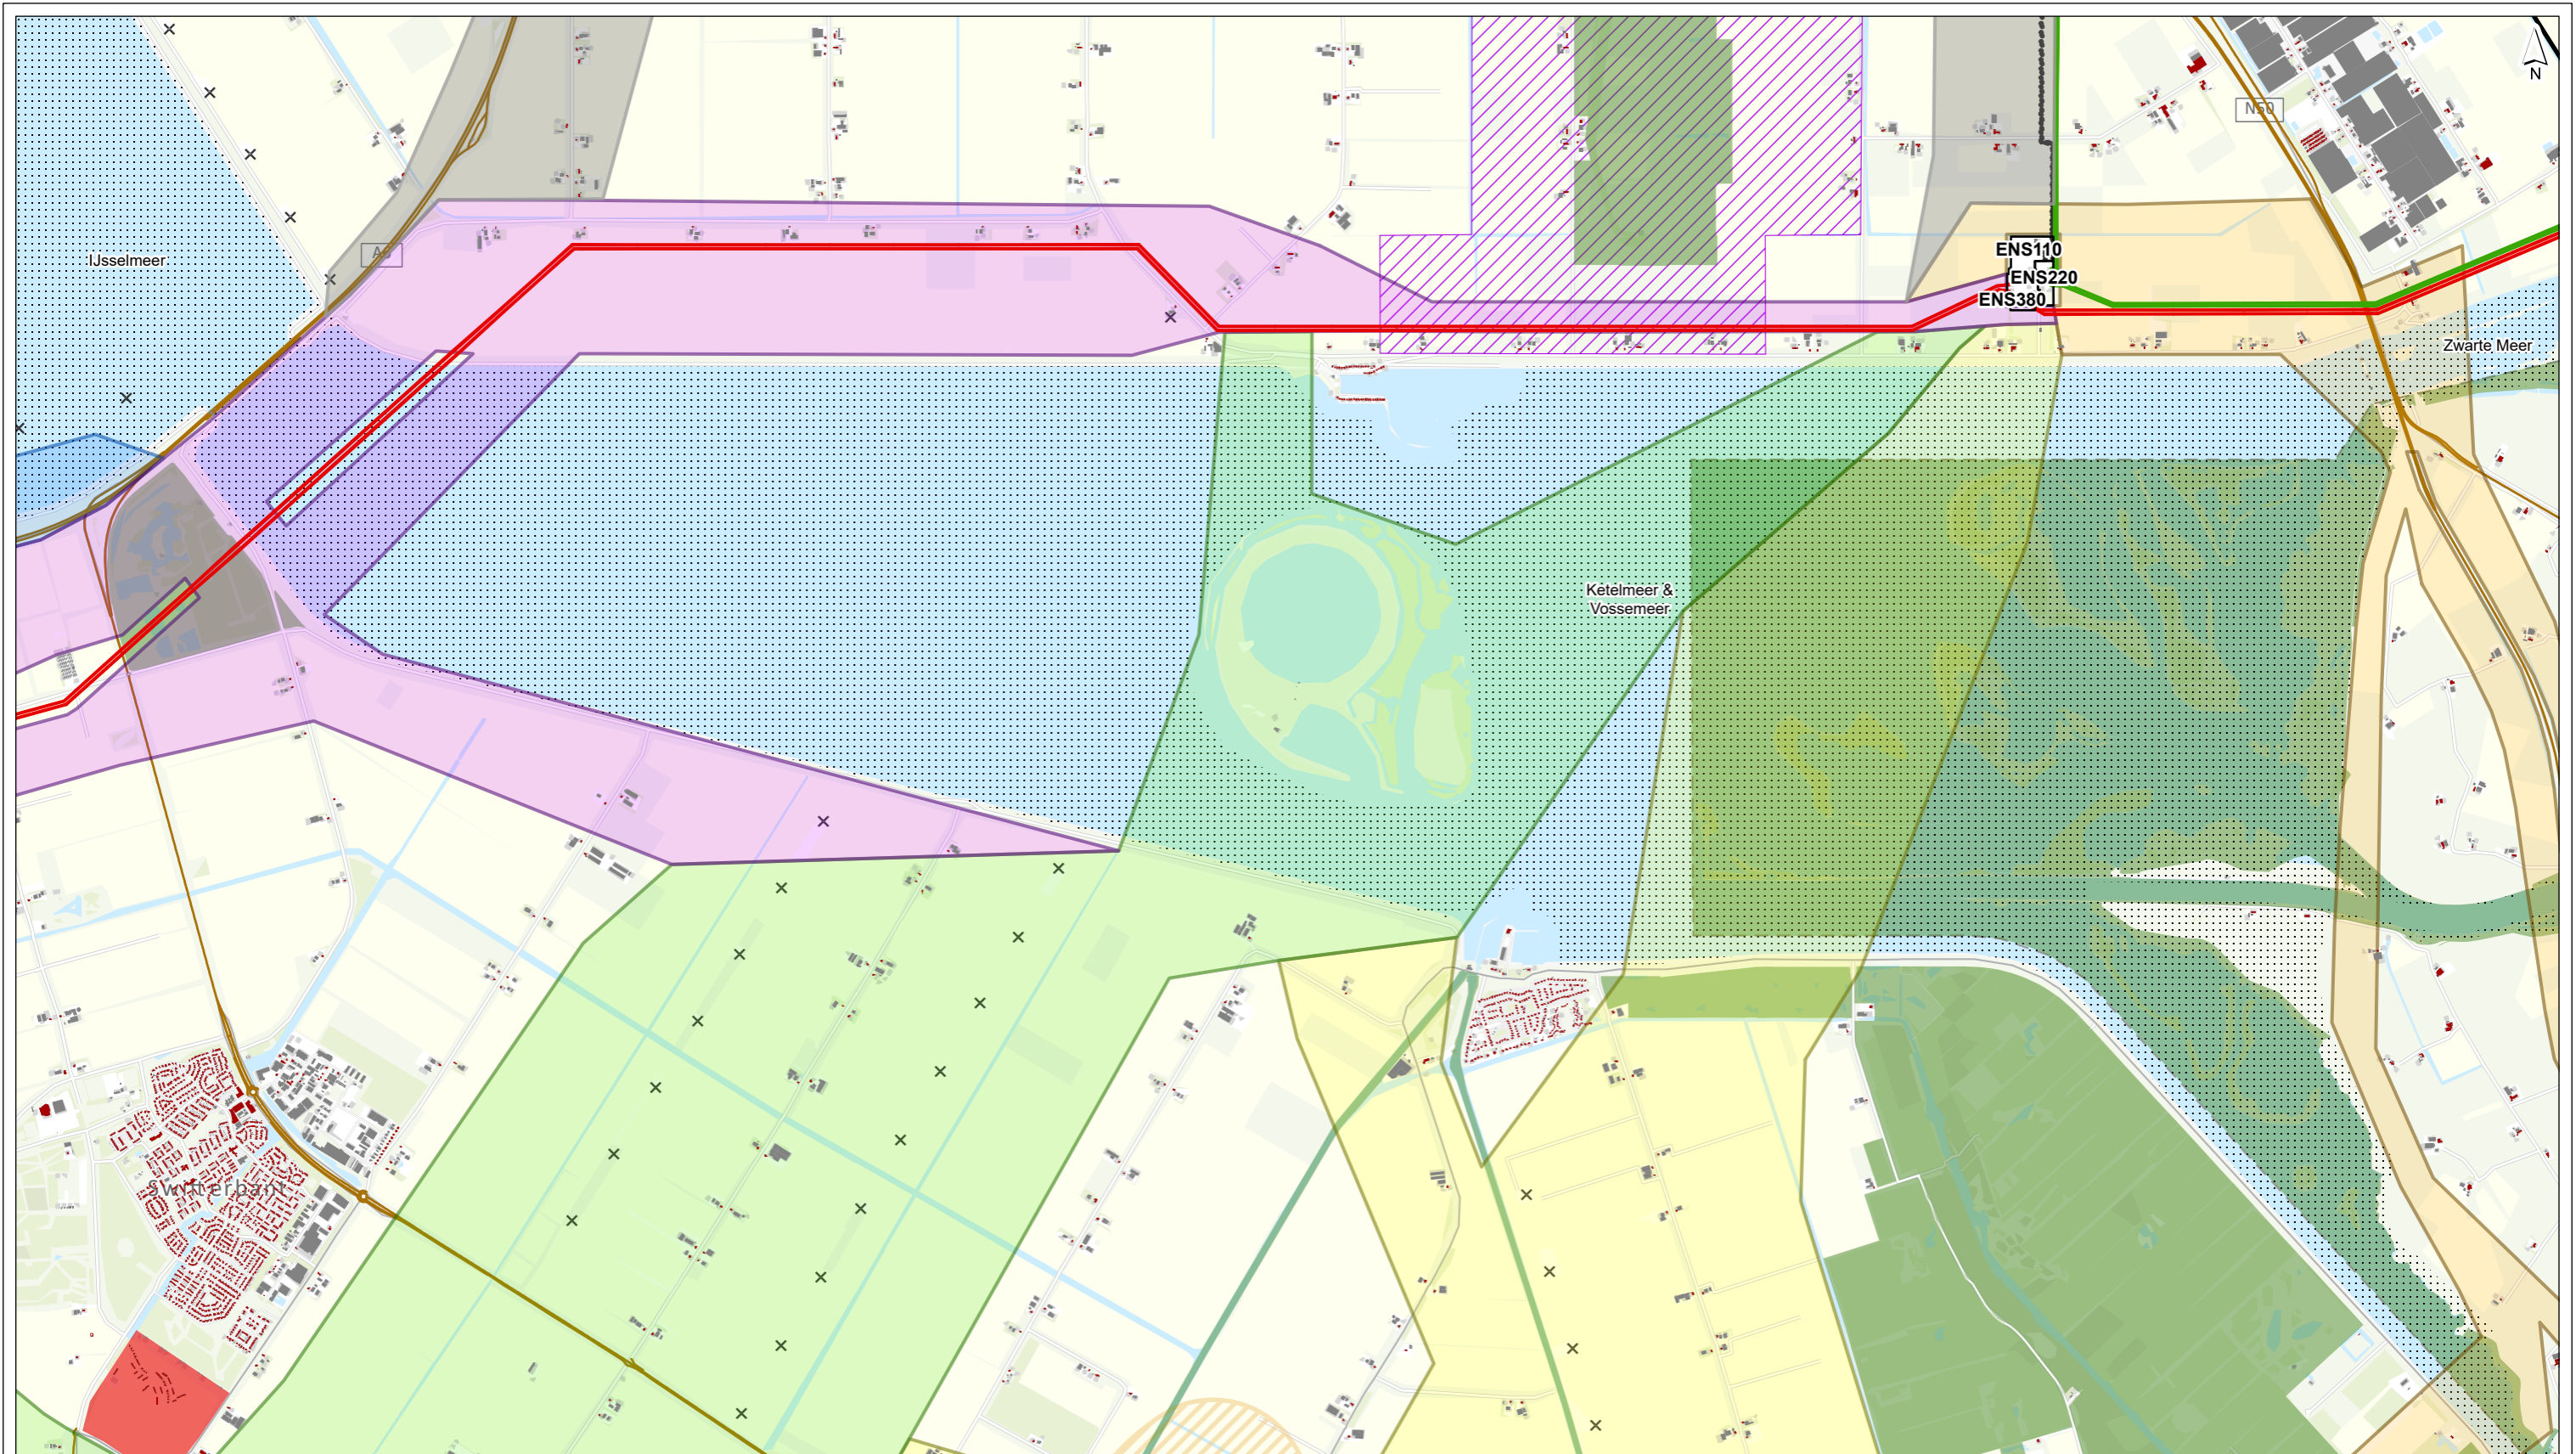 N
N50
IJsselmeer
A6
ENS110
ENS220
ENS380
Zwarte Meer
Ketelmeer &
Vossemeer
Swifterbant